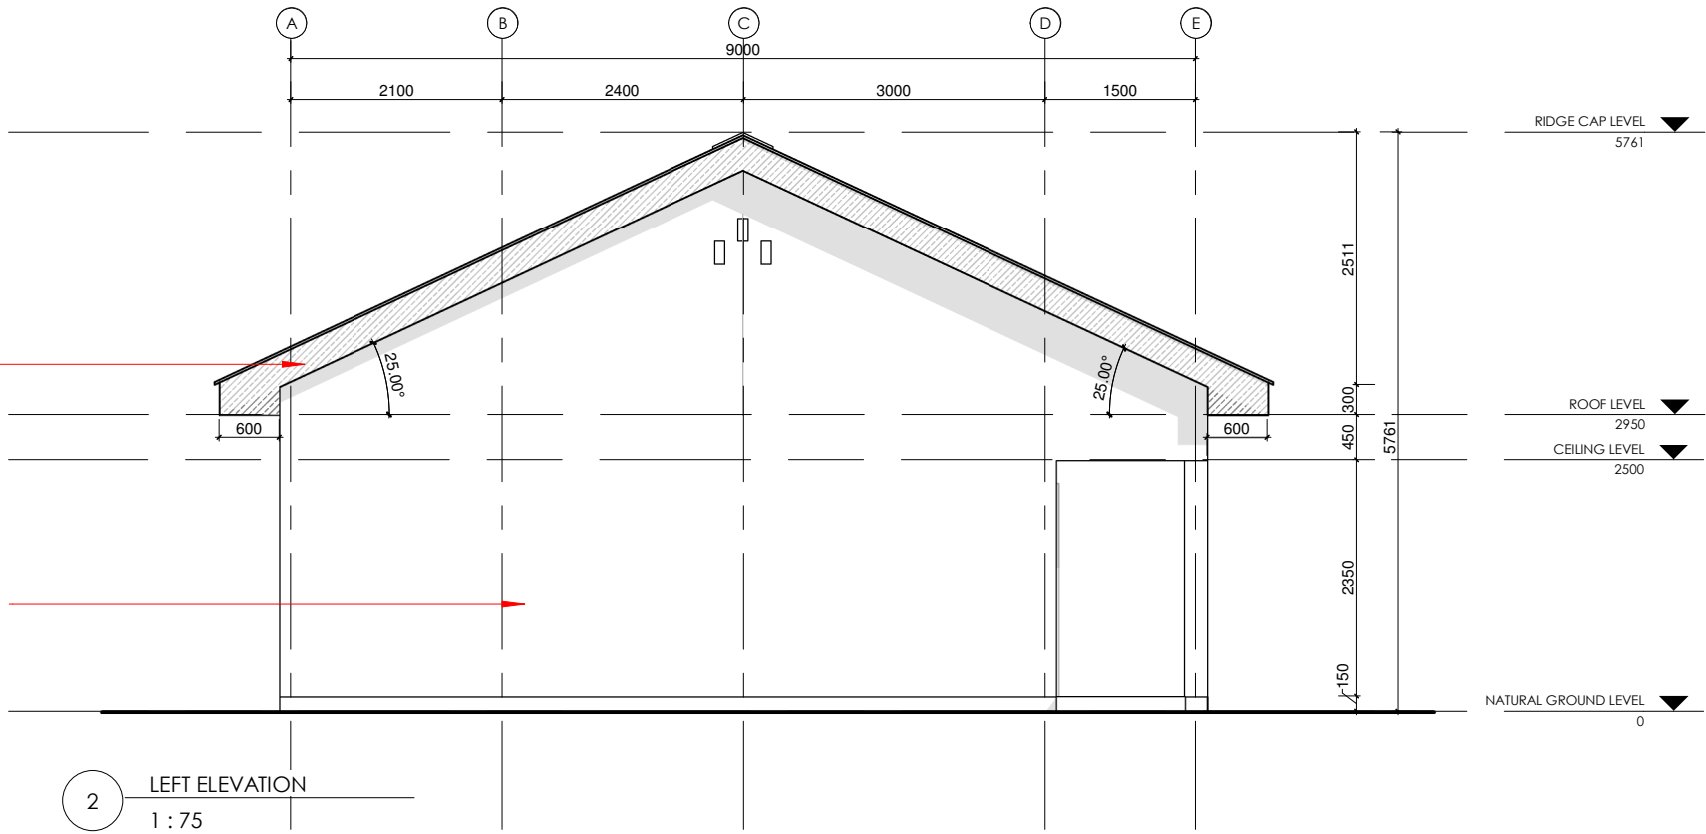 A B C D E
9000
2100 2400 3000 1500
RIDGE CAP LEVEL
5761
2511
25.00°
25.00°
300
ROOF LEVEL
2950
600
600
450
5761
CEILING LEVEL
2500
2350
150
NATURAL GROUND LEVEL
0
2
LEFT ELEVATION
1 : 75